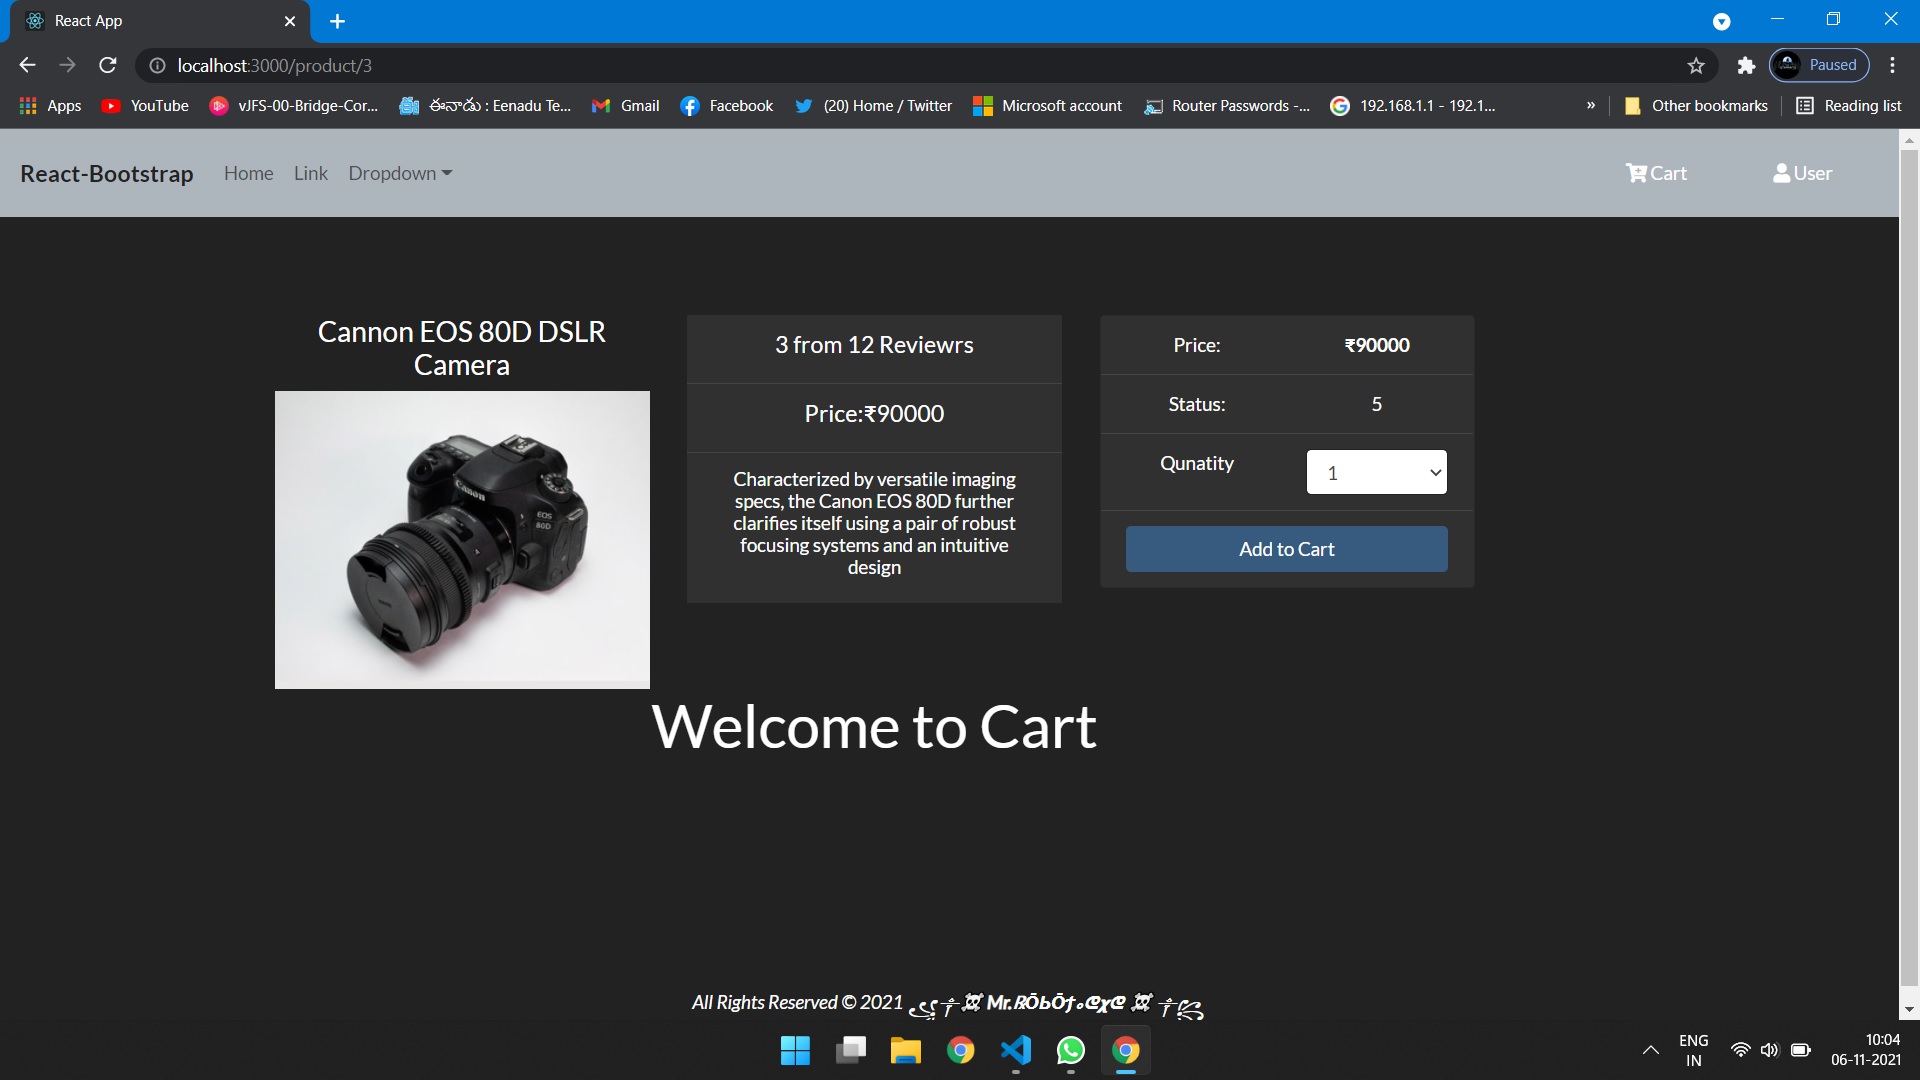 React App
localhost:3000/product/3
Paused
Apps
YouTube
vJFS-00-Bridge-Cor...
ఈనాడు : Eenadu Te...
Gmail
Facebook
(20) Home / Twitter
Microsoft account
Router Passwords -...
192.168.1.1 - 192.1...
»
Other bookmarks
Reading list
React-Bootstrap
Home
Link
Dropdown
Cart
User
Cannon EOS 80D DSLR
Camera
Canon
EOS
80D
3 from 12 Reviewrs
Price:₹90000
Characterized by versatile imaging
specs, the Canon EOS 80D further
clarifies itself using a pair of robust
focusing systems and an intuitive
design
Price: ₹90000
Status: 5
Qunatity 1
Add to Cart
Welcome to Cart
All Rights Reserved © 2021 Mr.
ENG
IN
10:04
06-11-2021